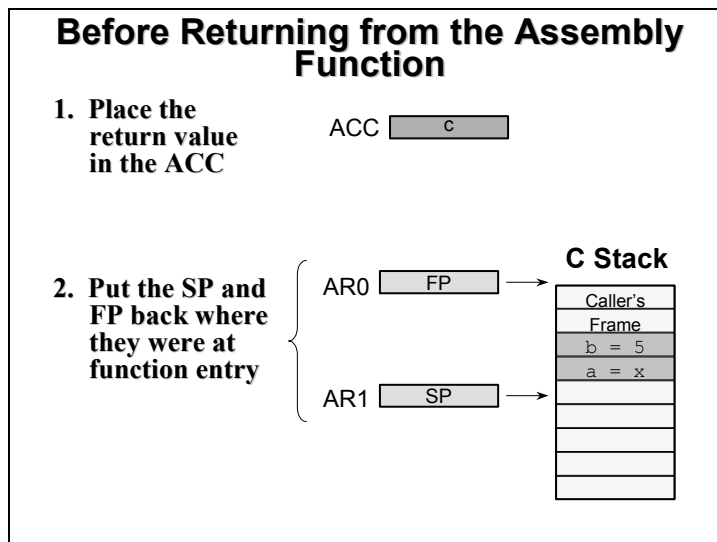 Before Returning from the Assembly
Function
1. Place the
return value
in the ACC
ACC
c
2. Put the SP and
FP back where
they were at
function entry
AR0
FP
AR1
SP
C Stack
Caller's
Frame
b = 5
a = x